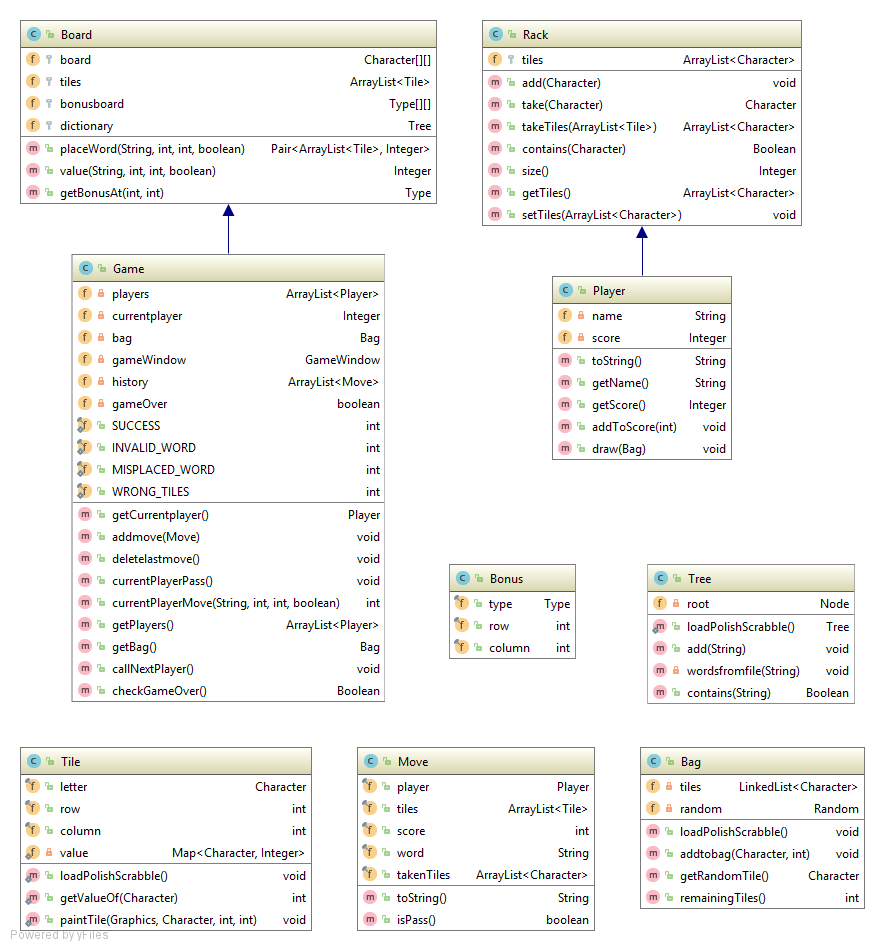 Board
board Character[][]
tiles ArrayList<Tile>
bonusboard Type[][]
dictionary Tree
placeWord(String, int, int, boolean) Pair<ArrayList<Tile>, Integer>
value(String, int, int, boolean) Integer
getBonusAt(int, int) Type
Rack
tiles ArrayList<Character>
add(Character) void
take(Character) Character
takeTiles(ArrayList<Tile>) ArrayList<Character>
contains(Character) Boolean
size() Integer
getTiles() ArrayList<Character>
setTiles(ArrayList<Character>) void
Game
players ArrayList<Player>
currentplayer Integer
bag Bag
gameWindow GameWindow
history ArrayList<Move>
gameOver boolean
SUCCESS int
INVALID_WORD int
MISPLACED_WORD int
WRONG_TILES int
getCurrentplayer() Player
addmove(Move) void
deletelastmove() void
currentPlayerPass() void
currentPlayerMove(String, int, int, boolean) int
getPlayers() ArrayList<Player>
getBag() Bag
callNextPlayer() void
checkGameOver() Boolean
Player
name String
score Integer
toString() String
getName() String
getScore() Integer
addToScore(int) void
draw(Bag) void
Bonus
type Type
row int
column int
Tree
root Node
loadPolishScrabble() Tree
add(String) void
wordsfromfile(String) void
contains(String) Boolean
Tile
letter Character
row int
column int
value Map<Character, Integer>
loadPolishScrabble() void
getValueOf(Character) int
paintTile(Graphics, Character, int, int) void
Move
player Player
tiles ArrayList<Tile>
score int
word String
takenTiles ArrayList<Character>
toString() String
isPass() boolean
Bag
tiles LinkedList<Character>
random Random
loadPolishScrabble() void
addtobag(Character, int) void
getRandomTile() Character
remainingTiles() int
Powered by yFiles